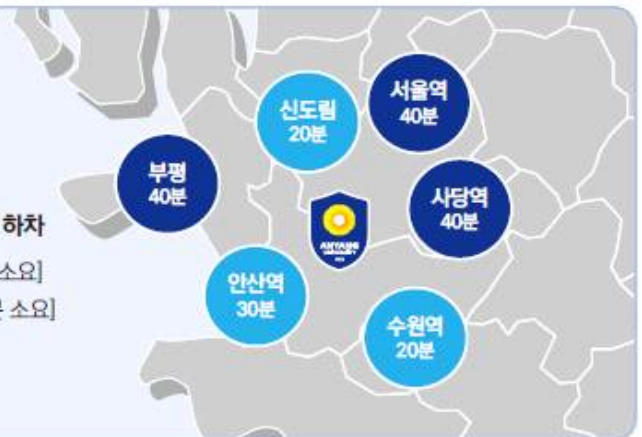 서울역
40분
신도림
20분
부평
40분
사당역
40분
하차
소요]
소요]
안산역
30분
수원역
20분
ANYANG
UNIVERSITY